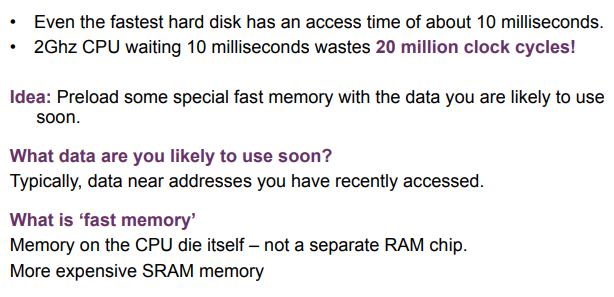 • Even the fastest hard disk has an access time of about 10 milliseconds.
• 2Ghz CPU waiting 10 milliseconds wastes 20 million clock cycles!
Idea: Preload some special fast memory with the data you are likely to use
soon.
What data are you likely to use soon?
Typically, data near addresses you have recently accessed.
What is ‘fast memory’
Memory on the CPU die itself – not a separate RAM chip.
More expensive SRAM memory